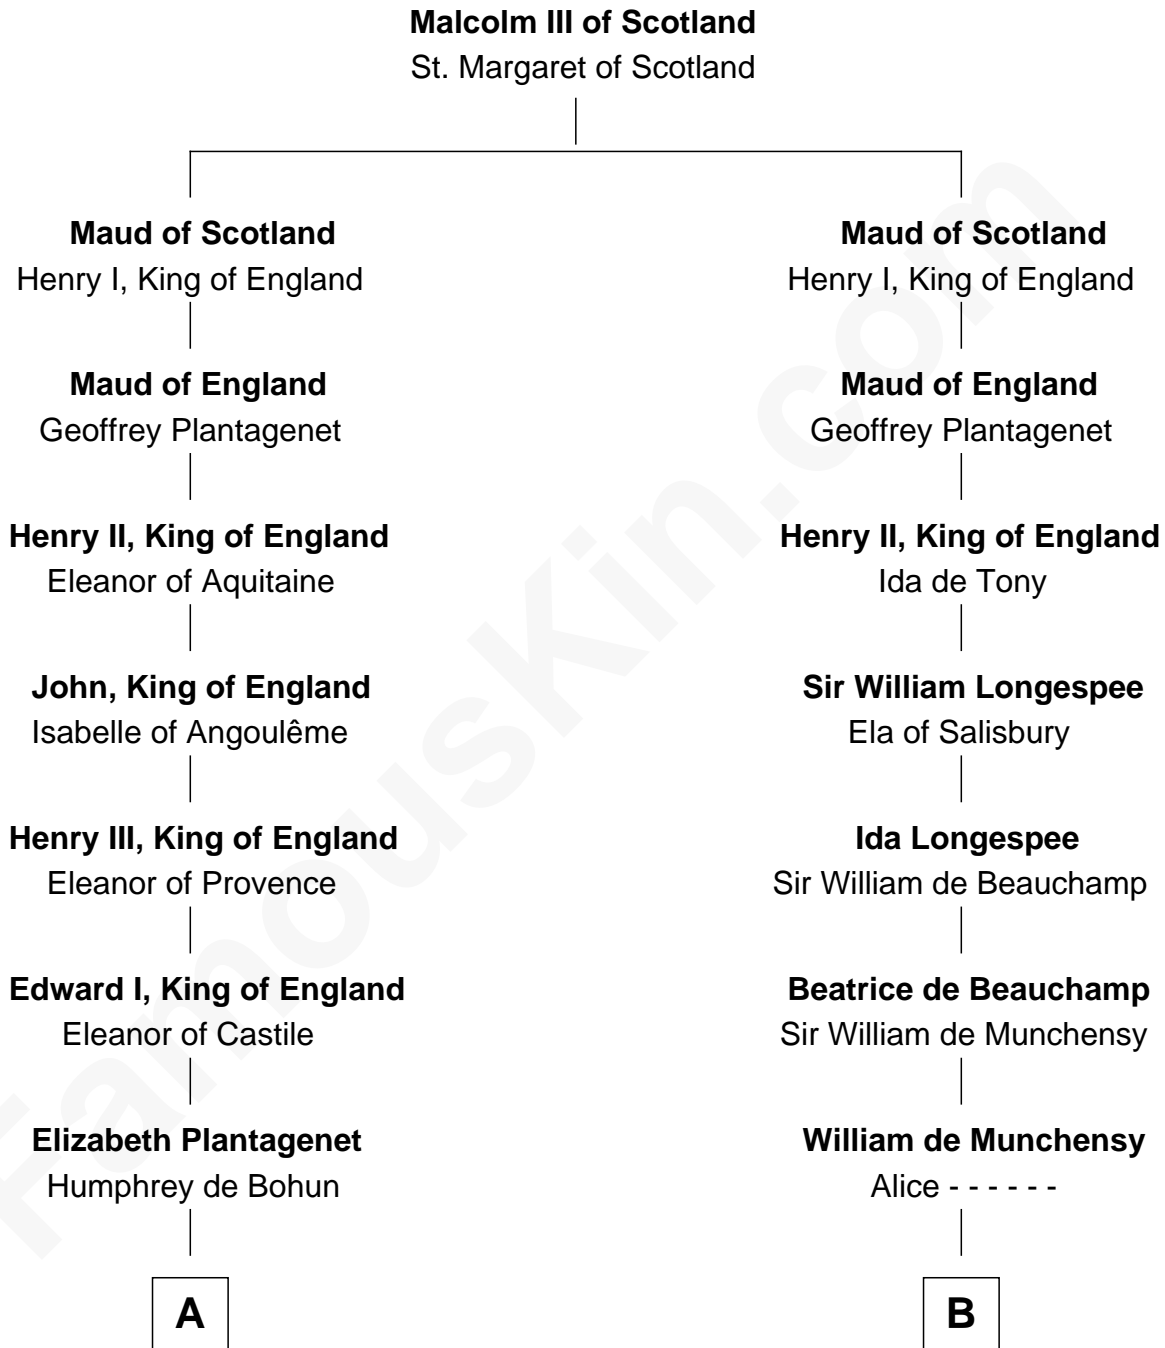 Malcolm III of Scotland
St. Margaret of Scotland
Maud of Scotland
Henry I, King of England
Maud of England
Geoffrey Plantagenet
Henry II, King of England
Eleanor of Aquitaine
John, King of England
Isabelle of Angoulême
Henry III, King of England
Eleanor of Provence
Edward I, King of England
Eleanor of Castile
Elizabeth Plantagenet
Humphrey de Bohun
A
Maud of Scotland
Henry I, King of England
Maud of England
Geoffrey Plantagenet
Henry II, King of England
Ida de Tony
Sir William Longespee
Ela of Salisbury
Ida Longespee
Sir William de Beauchamp
Beatrice de Beauchamp
Sir William de Munchensy
William de Munchensy
Alice - - - - - -
B
FamousKin.com